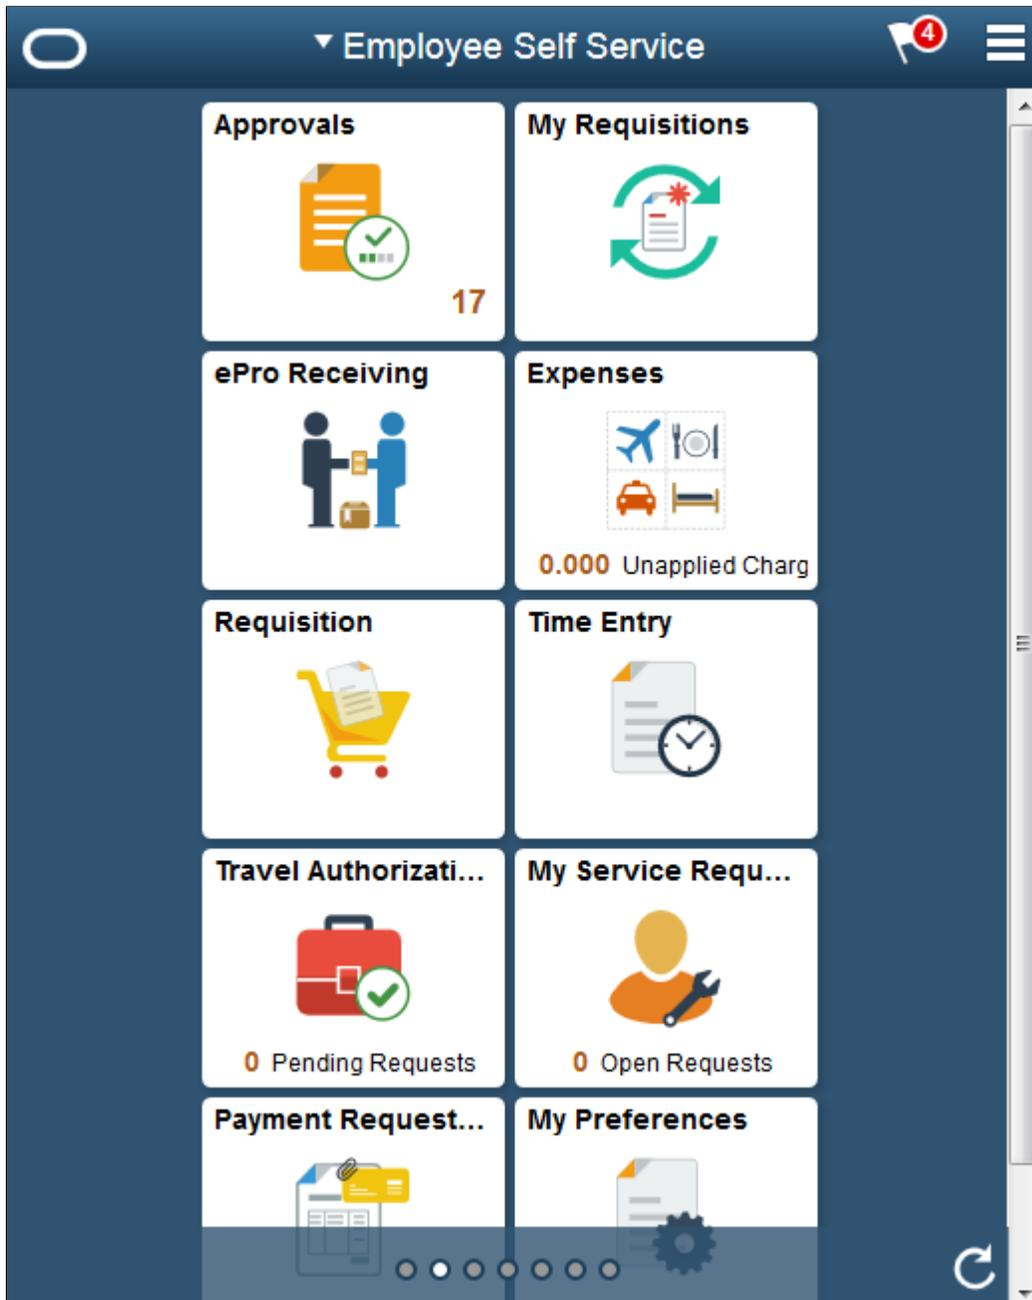 Employee Self Service
4
Approvals
17
My Requisitions
ePro Receiving
Expenses
0.000 Unapplied Charg
Requisition
Time Entry
Travel Authorizati...
0 Pending Requests
My Service Requ...
0 Open Requests
Payment Request...
My Preferences